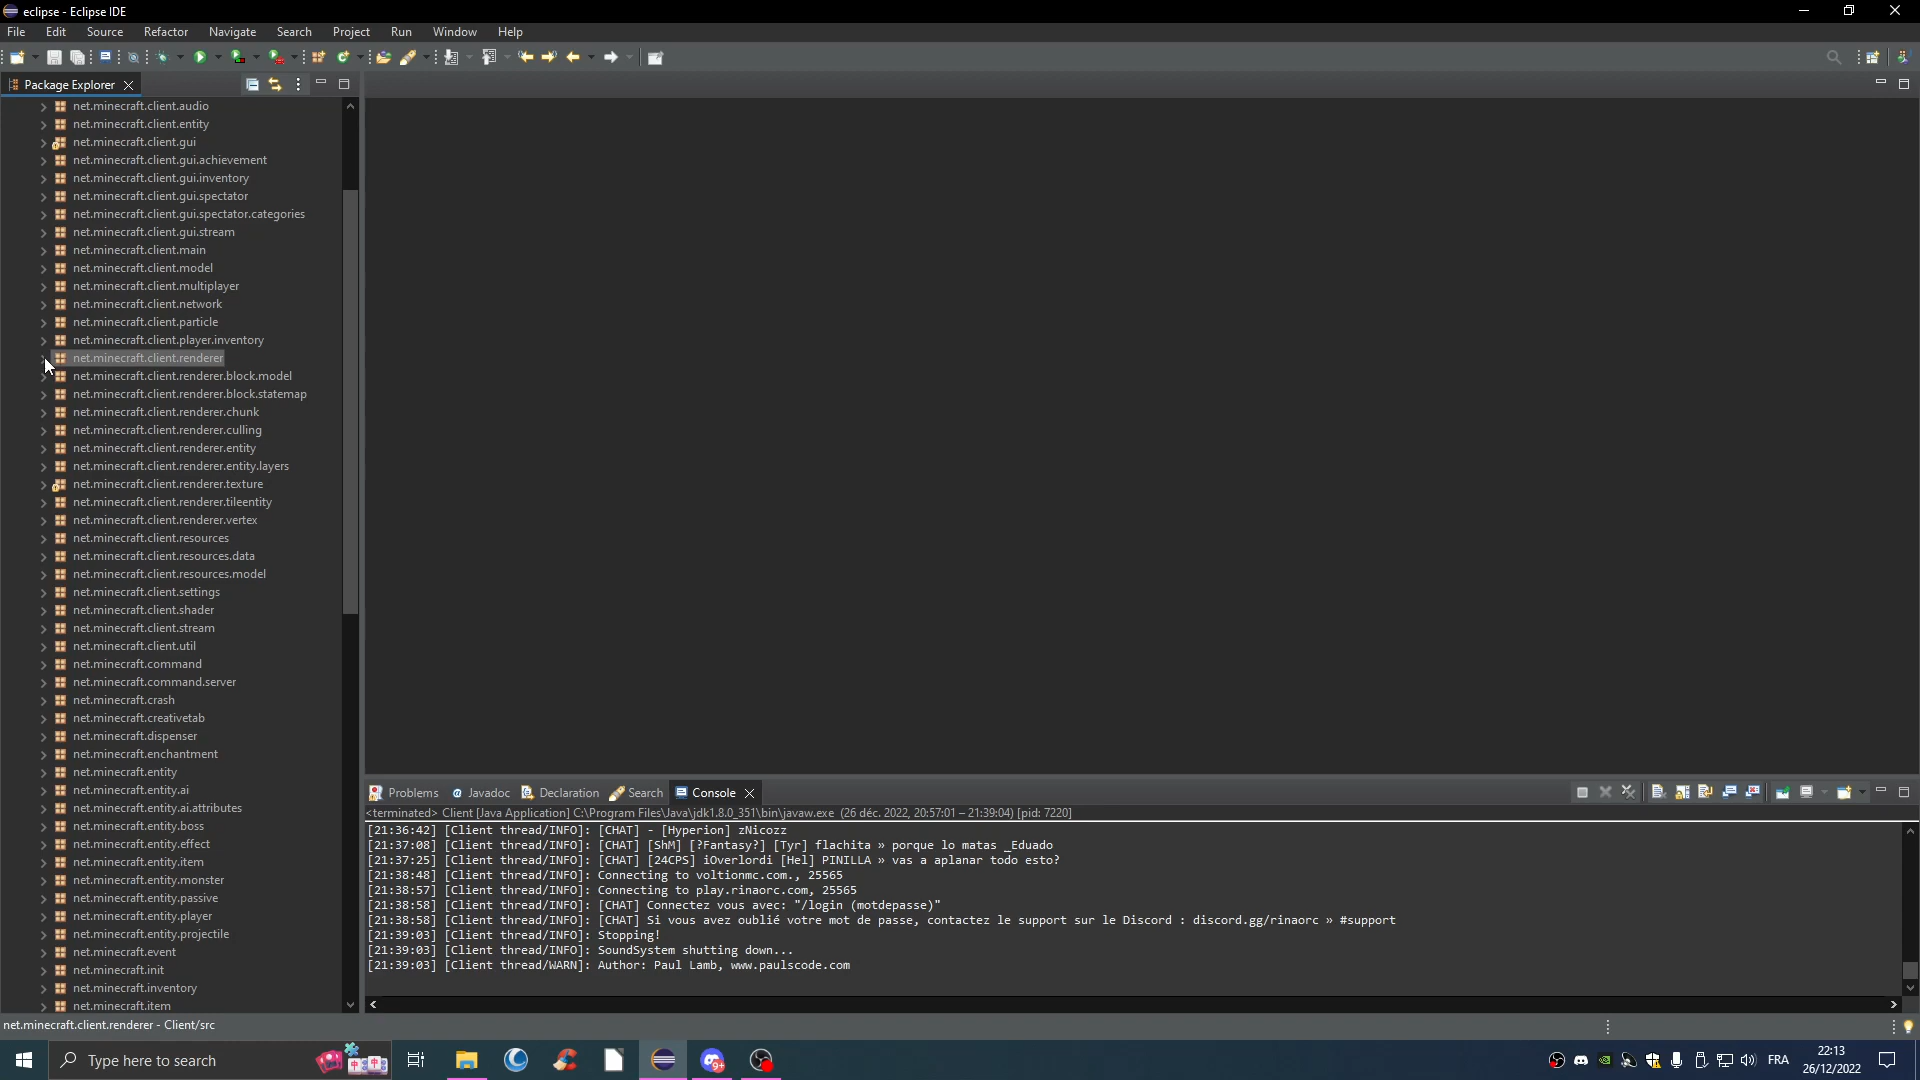 eclipse - Eclipse IDE
File Edit Source Refactor Navigate Search Project Run Window Help
Package Explorer
net.minecraft.client.audio
net.minecraft.client.entity
net.minecraft.client.gui
net.minecraft.client.gui.achievement
net.minecraft.client.gui.inventory
net.minecraft.client.gui.spectator
net.minecraft.client.gui.spectator.categories
net.minecraft.client.gui.stream
net.minecraft.client.main
net.minecraft.client.model
net.minecraft.client.multiplayer
net.minecraft.client.network
net.minecraft.client.particle
net.minecraft.client.player.inventory
net.minecraft.client.renderer
net.minecraft.client.renderer.block.model
net.minecraft.client.renderer.block.statemap
net.minecraft.client.renderer.chunk
net.minecraft.client.renderer.culling
net.minecraft.client.renderer.entity
net.minecraft.client.renderer.entity.layers
net.minecraft.client.renderer.texture
net.minecraft.client.renderer.tileentity
net.minecraft.client.renderer.vertex
net.minecraft.client.resources
net.minecraft.client.resources.data
net.minecraft.client.resources.model
net.minecraft.client.settings
net.minecraft.client.shader
net.minecraft.client.stream
net.minecraft.client.util
net.minecraft.command
net.minecraft.command.server
net.minecraft.crash
net.minecraft.creativetab
net.minecraft.dispenser
net.minecraft.enchantment
net.minecraft.entity
net.minecraft.entity.ai
net.minecraft.entity.ai.attributes
net.minecraft.entity.boss
net.minecraft.entity.effect
net.minecraft.entity.item
net.minecraft.entity.monster
net.minecraft.entity.passive
net.minecraft.entity.player
net.minecraft.entity.projectile
net.minecraft.event
net.minecraft.init
net.minecraft.inventory
net.minecraft.item
Problems Javadoc Declaration Search Console
<terminated> Client [Java Application] C:\Program Files\Java\jdk1.8.0_351\bin\javaw.exe (26 déc. 2022, 20:57:01 – 21:39:04) [pid: 7220]
[21:36:42] [Client thread/INFO]: [CHAT] - [Hyperion] zNicozz
[21:37:08] [Client thread/INFO]: [CHAT] [ShM] [?Fantasy?] [Tyr] flachita » porque lo matas _Eduado
[21:37:25] [Client thread/INFO]: [CHAT] [24CPS] iOverlordi [Hel] PINILLA » vas a aplanar todo esto?
[21:38:48] [Client thread/INFO]: Connecting to voltionmc.com., 25565
[21:38:57] [Client thread/INFO]: Connecting to play.rinaorc.com, 25565
[21:38:58] [Client thread/INFO]: [CHAT] Connectez vous avec: "/login (motdepasse)"
[21:38:58] [Client thread/INFO]: [CHAT] Si vous avez oublié votre mot de passe, contactez le support sur le Discord : discord.gg/rinaorc » #support
[21:39:03] [Client thread/INFO]: Stopping!
[21:39:03] [Client thread/INFO]: SoundSystem shutting down...
[21:39:03] [Client thread/WARN]: Author: Paul Lamb, www.paulscode.com
net.minecraft.client.renderer - Client/src
Type here to search
9+
FRA
22:13
26/12/2022